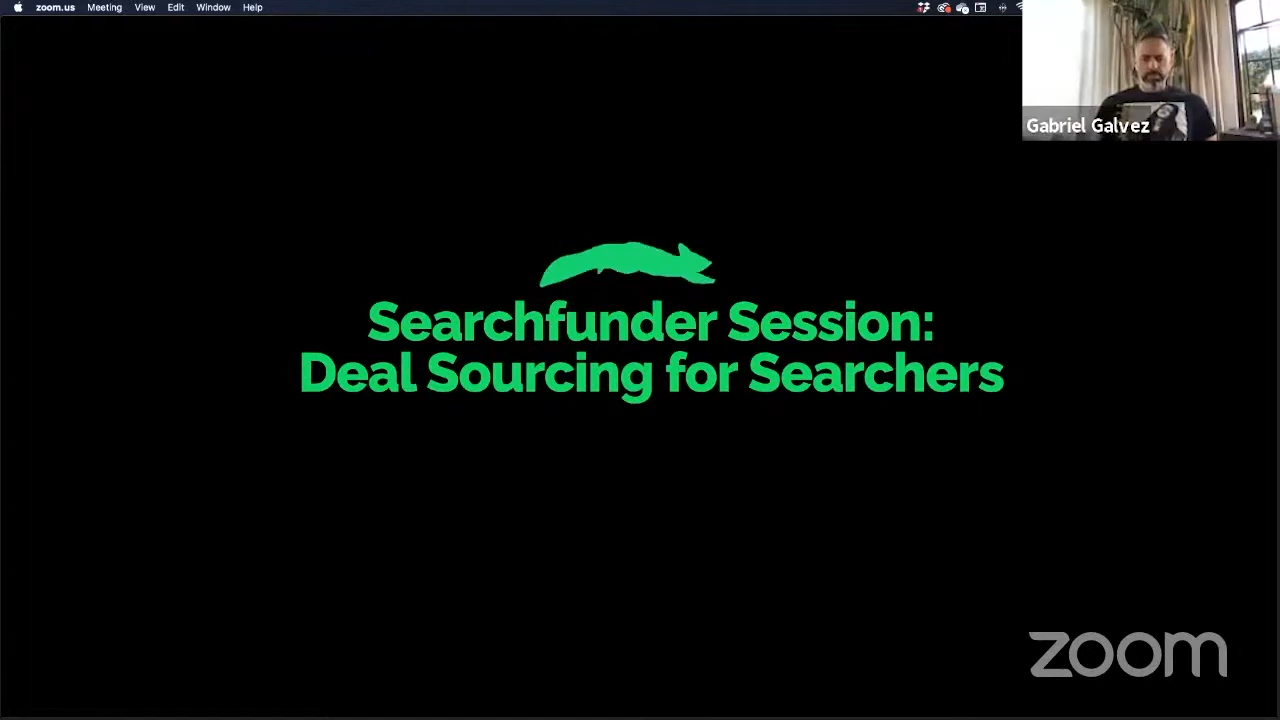 zoom.us Meeting View Edit Window Help
Gabriel Galvez
Searchfunder Session:
Deal Sourcing for Searchers
zoom